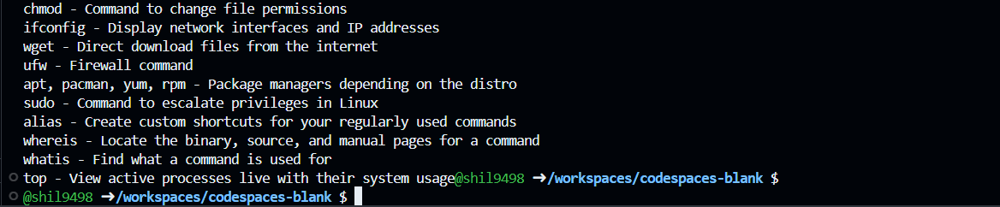 chmod - Command to change file permissions
ifconfig - Display network interfaces and IP addresses
wget - Direct download files from the internet
ufw - Firewall command
apt, pacman, yum, rpm - Package managers depending on the distro
sudo - Command to escalate privileges in Linux
alias - Create custom shortcuts for your regularly used commands
whereis - Locate the binary, source, and manual pages for a command
whatis - Find what a command is used for
top - View active processes live with their system usage@shil9498 ➜/workspaces/codespaces-blank $
@shil9498 ➜/workspaces/codespaces-blank $